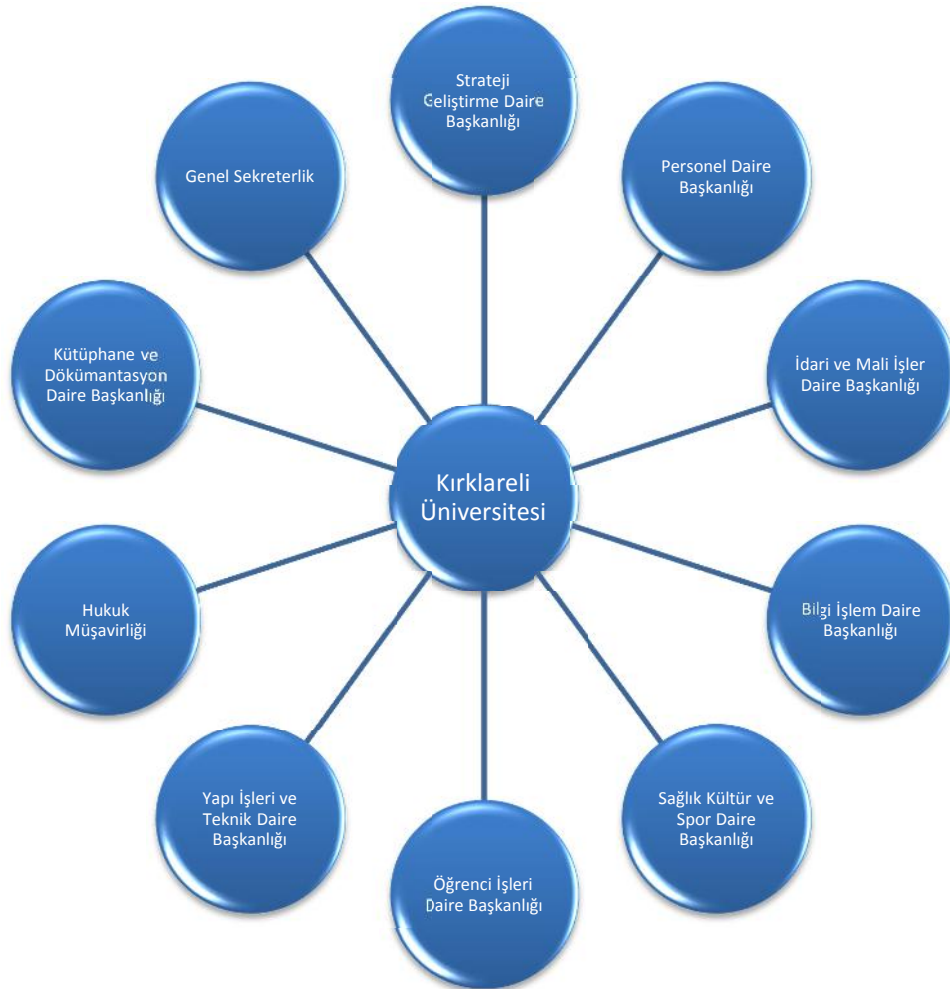 Strateji
Geliştirme Daire
Başkanlığı
Genel Sekreterlik
Personel Daire
Başkanlığı
Kütüphane ve
Dökümantasyon
Daire Başkanlığı
İdari ve Mali İşler
Daire Başkanlığı
Kırklareli
Üniversitesi
Hukuk
Müşavirliği
Bilgi İşlem Daire
Başkanlığı
Yapı İşleri ve
Teknik Daire
Başkanlığı
Sağlık Kültür ve
Spor Daire
Başkanlığı
Öğrenci İşleri
Daire Başkanlığı